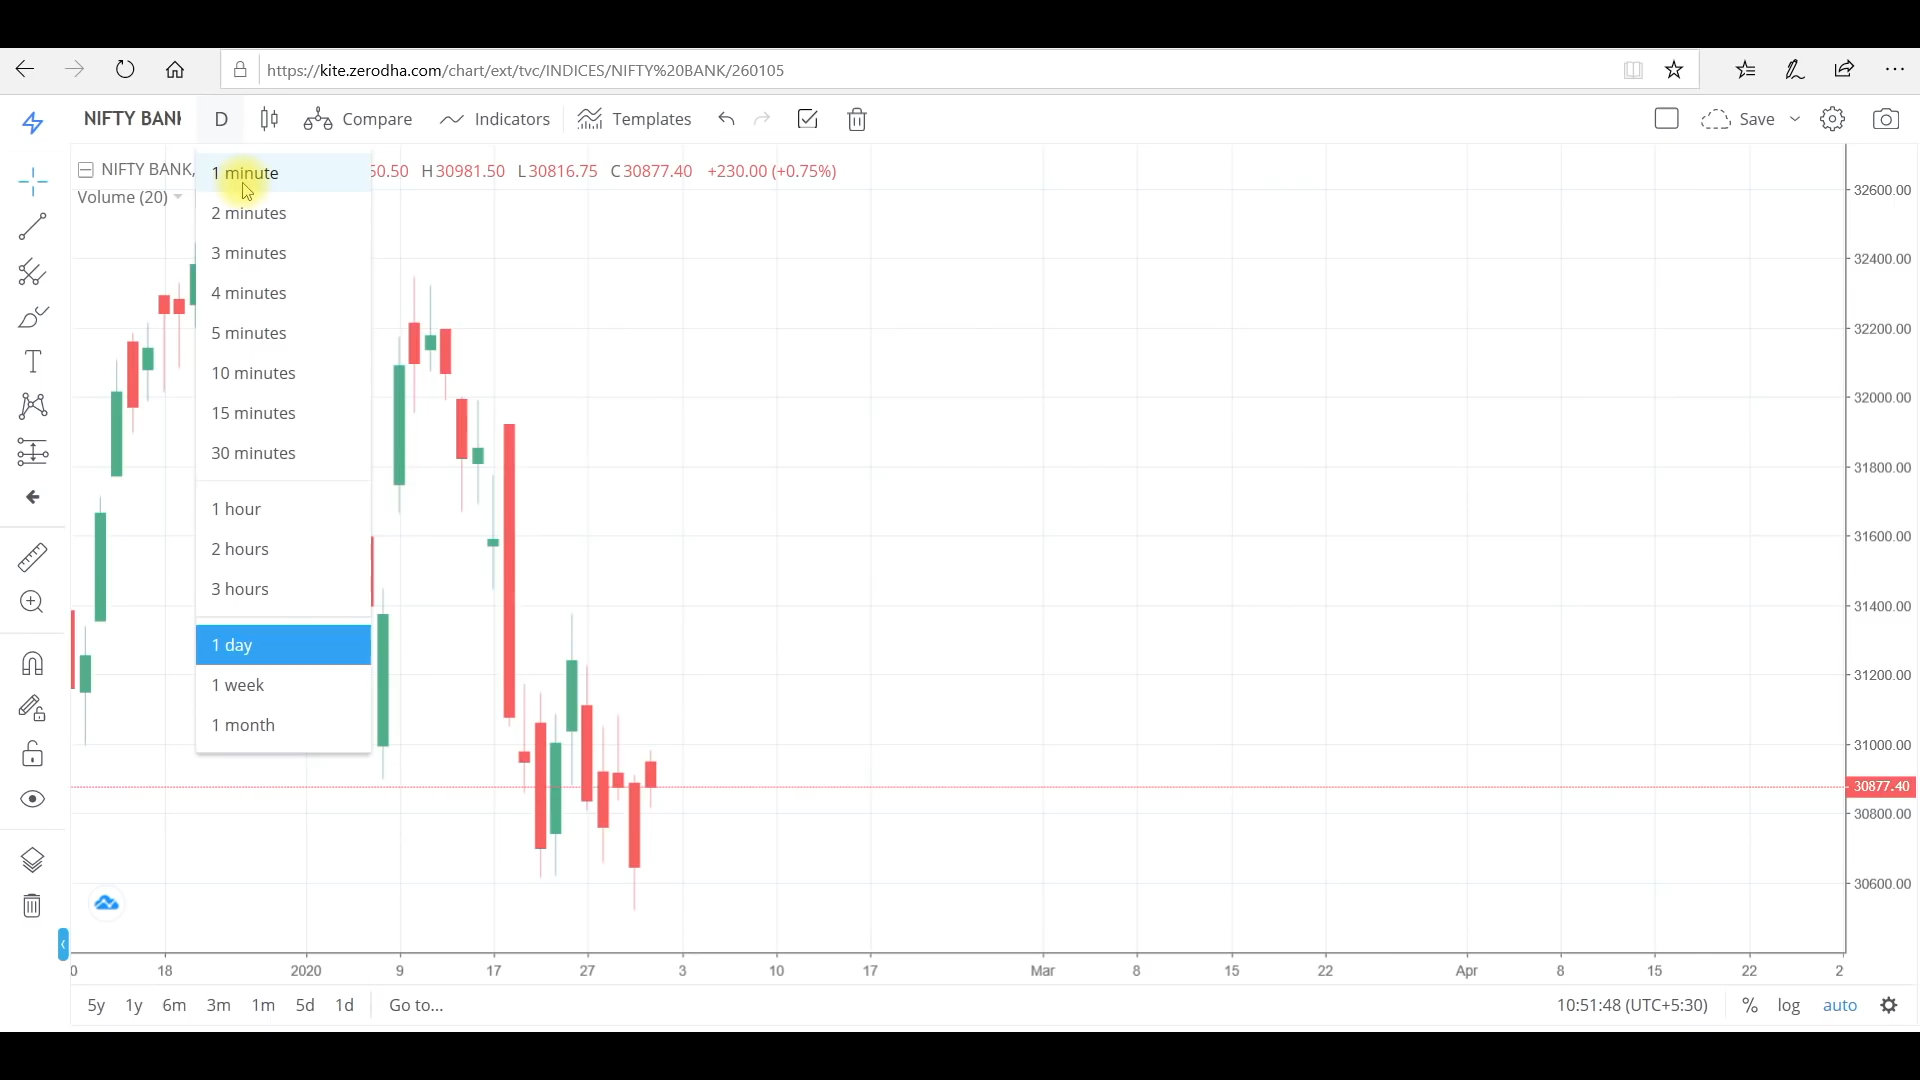 https://kite.zerodha.com/chart/ext/tvc/INDICES/NIFTY%20BANK/260105
NIFTY BANK D Compare Indicators Templates Save
NIFTY BANK, 50.50 H30981.50 L30816.75 C30877.40 +230.00 (+0.75%)
Volume (20)
1 minute
2 minutes
3 minutes
4 minutes
5 minutes
10 minutes
15 minutes
30 minutes
1 hour
2 hours
3 hours
1 day
1 week
1 month
32600.00
32400.00
32200.00
32000.00
31800.00
31600.00
31400.00
31200.00
31000.00
30877.40
30800.00
30600.00
0 18 2020 9 17 27 3 10 17 Mar 8 15 22 Apr 8 15 22 2
5y 1y 6m 3m 1m 5d 1d Go to... 10:51:48 (UTC+5:30) % log auto